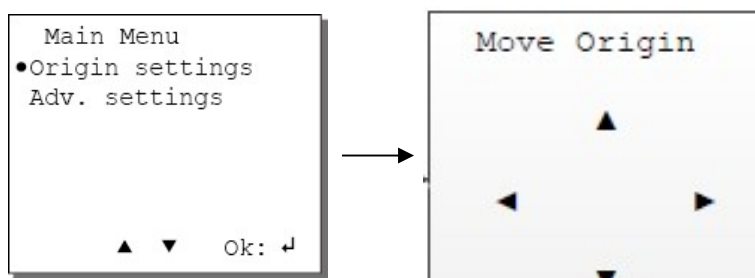 Main Menu
●Origin settings
Adv. settings
▲ ▼ Ok: ↵
Move Origin
▲
◄ ►
▼